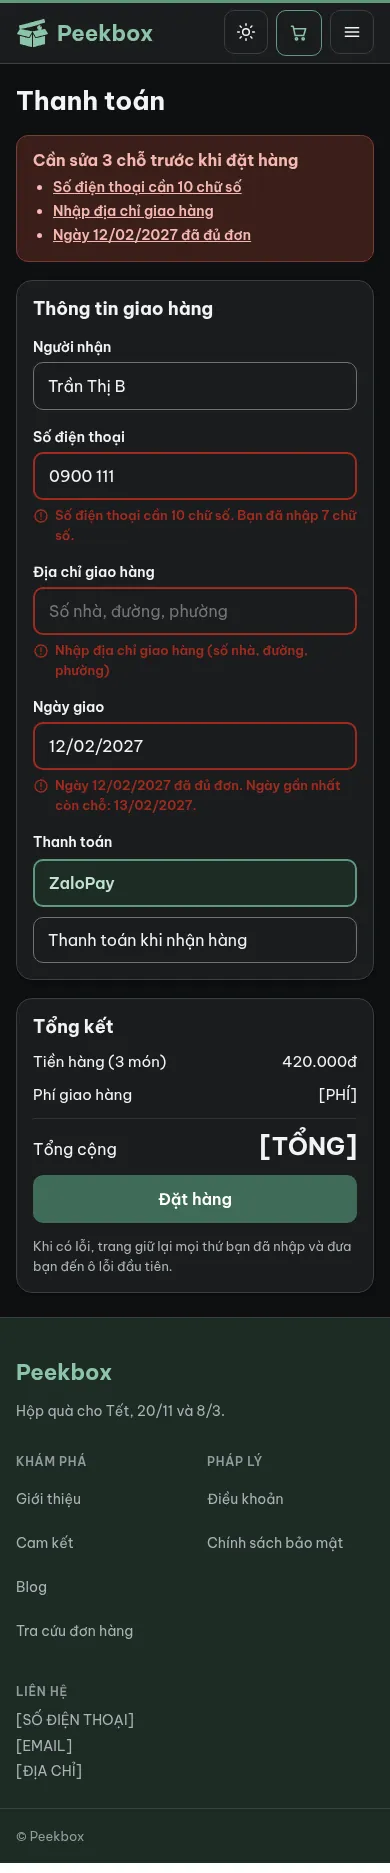 Peekbox
Thanh toán
Cần sửa 3 chỗ trước khi đặt hàng
• Số điện thoại cần 10 chữ số
• Nhập địa chỉ giao hàng
• Ngày 12/02/2027 đã đủ đơn
Thông tin giao hàng
Người nhận
Trần Thị B
Số điện thoại
0900 111
Số điện thoại cần 10 chữ số. Bạn đã nhập 7 chữ
số.
Địa chỉ giao hàng
Số nhà, đường, phường
Nhập địa chỉ giao hàng (số nhà, đường,
phường)
Ngày giao
12/02/2027
Ngày 12/02/2027 đã đủ đơn. Ngày gần nhất
còn chỗ: 13/02/2027.
Thanh toán
ZaloPay
Thanh toán khi nhận hàng
Tổng kết
Tiền hàng (3 món) 420.000đ
Phí giao hàng [PHÍ]
Tổng cộng [TỔNG]
Đặt hàng
Khi có lỗi, trang giữ lại mọi thứ bạn đã nhập và đưa
bạn đến ô lỗi đầu tiên.
Peekbox
Hộp quà cho Tết, 20/11 và 8/3.
KHÁM PHÁ
Giới thiệu
Cam kết
Blog
Tra cứu đơn hàng
PHÁP LÝ
Điều khoản
Chính sách bảo mật
LIÊN HỆ
[SỐ ĐIỆN THOẠI]
[EMAIL]
[ĐỊA CHỈ]
© Peekbox